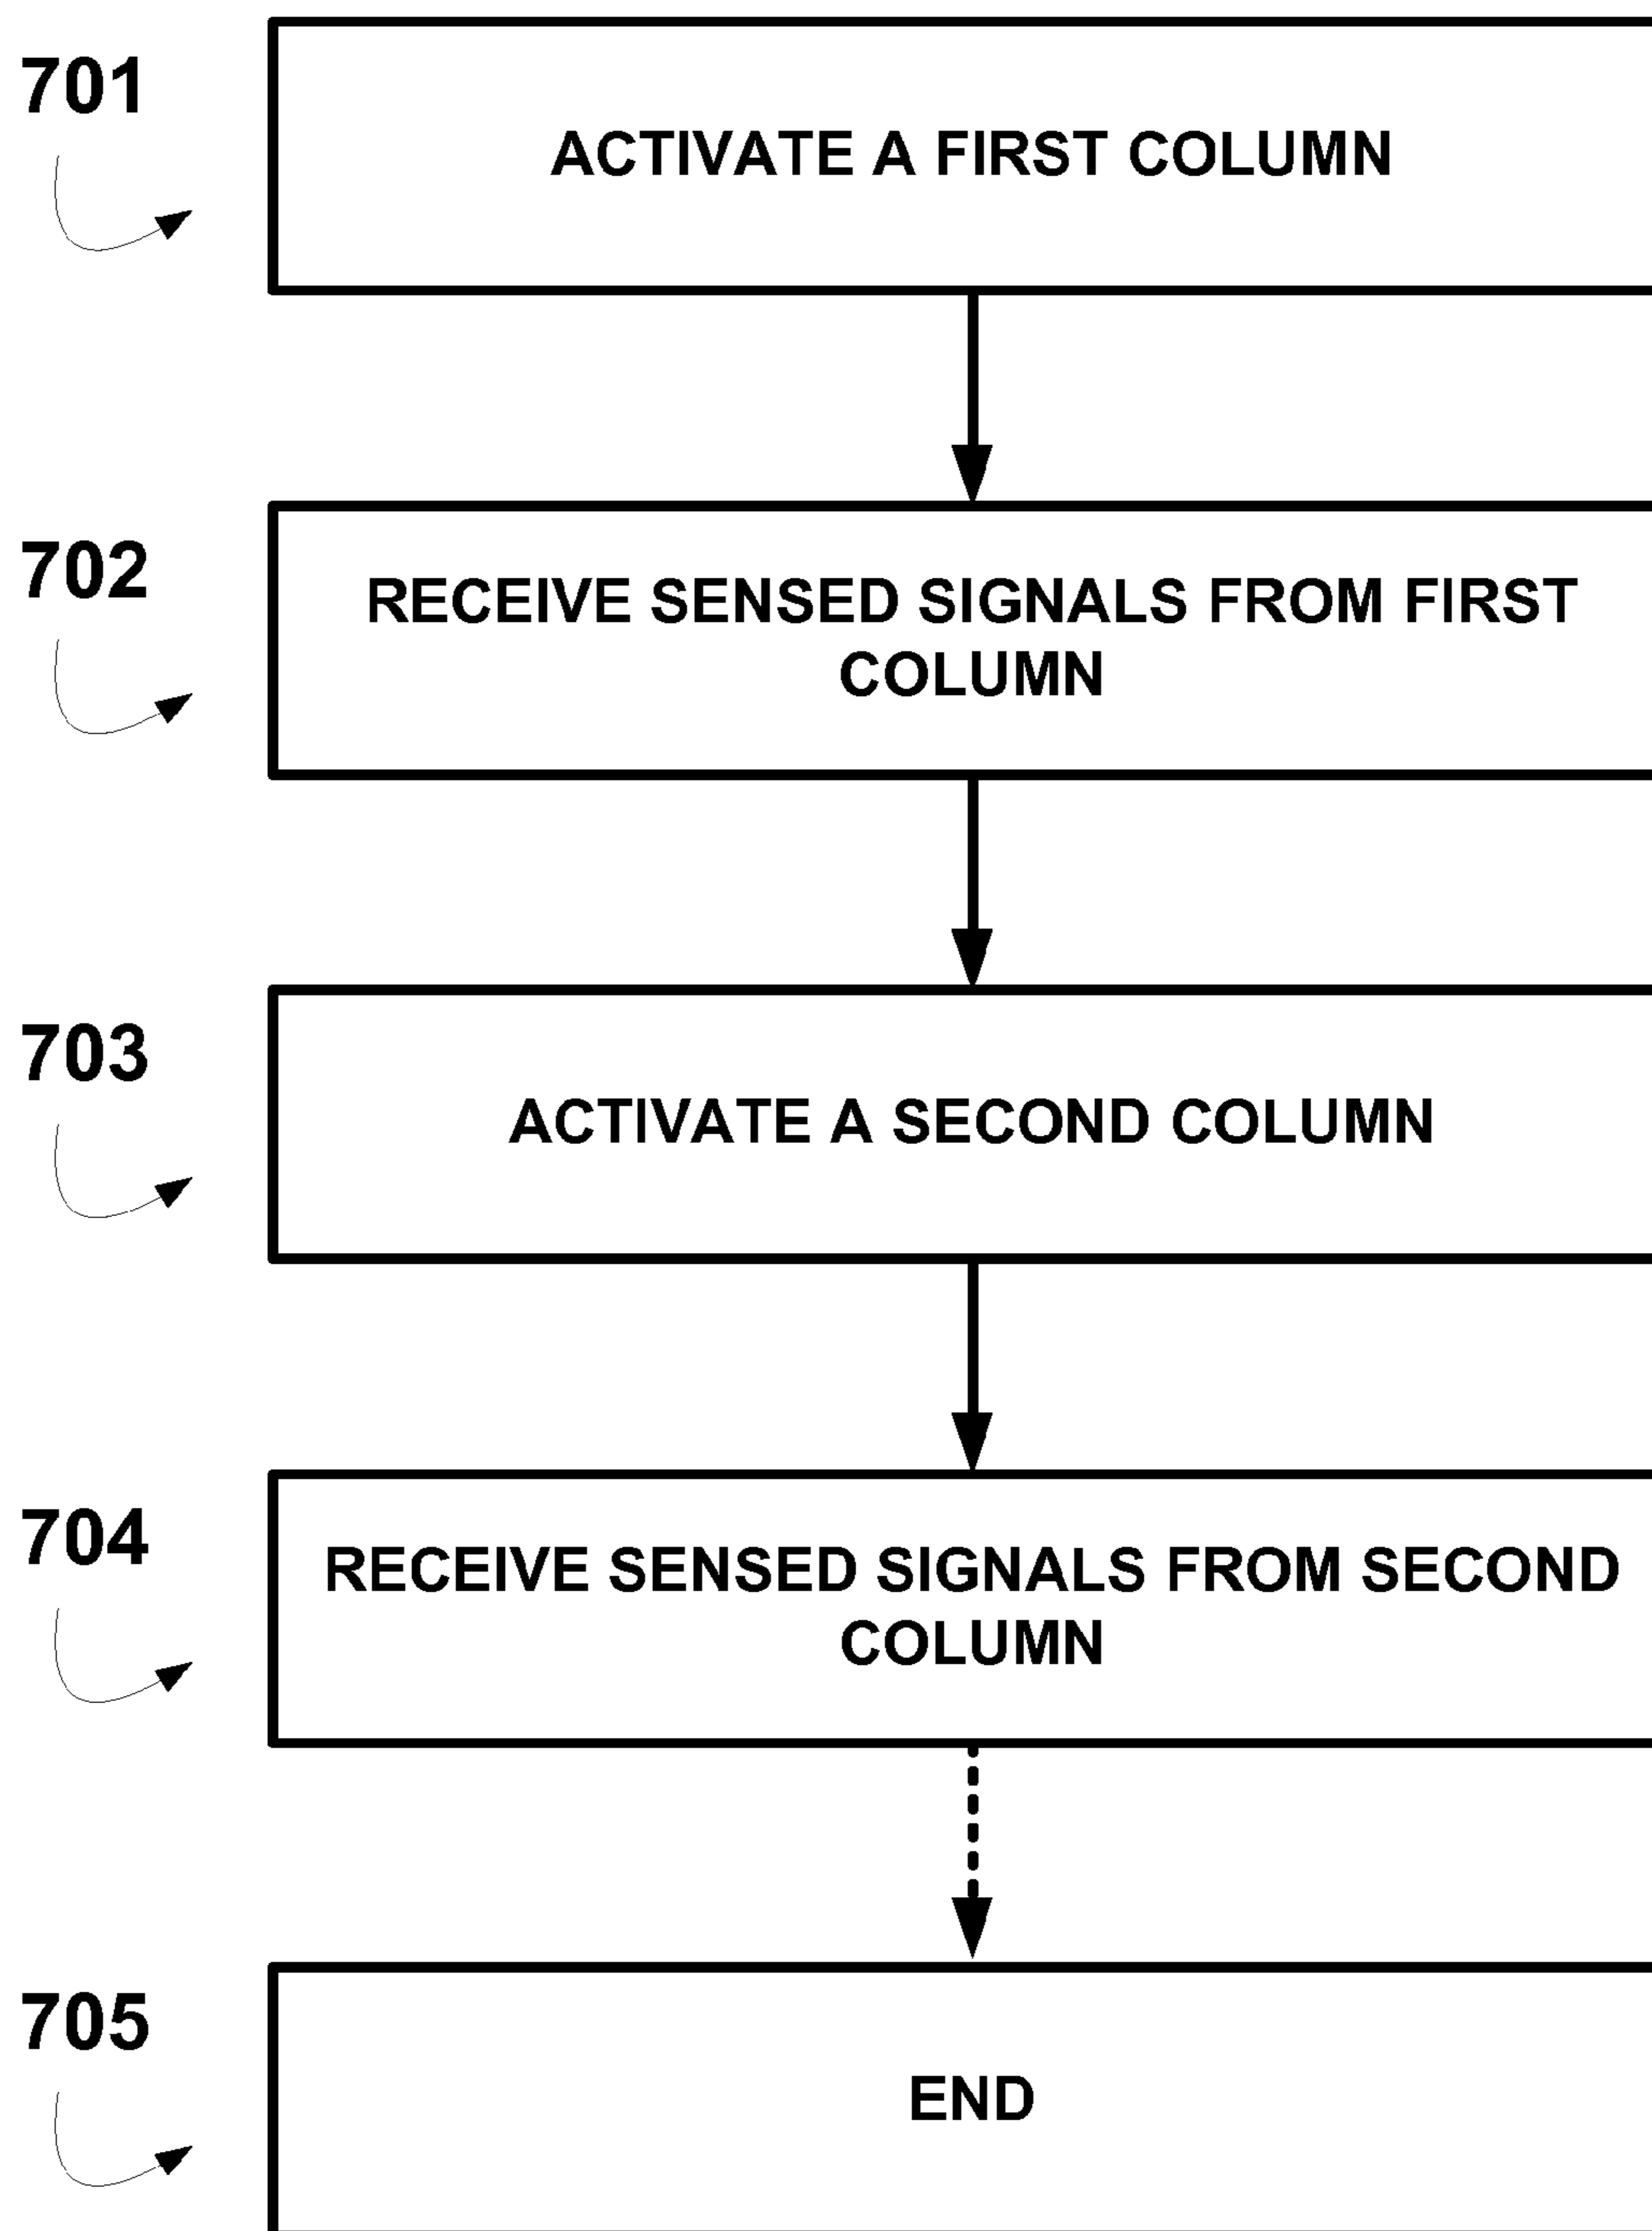 701
ACTIVATE A FIRST COLUMN
702
RECEIVE SENSED SIGNALS FROM FIRST
COLUMN
703
ACTIVATE A SECOND COLUMN
704
RECEIVE SENSED SIGNALS FROM SECOND
COLUMN
705
END